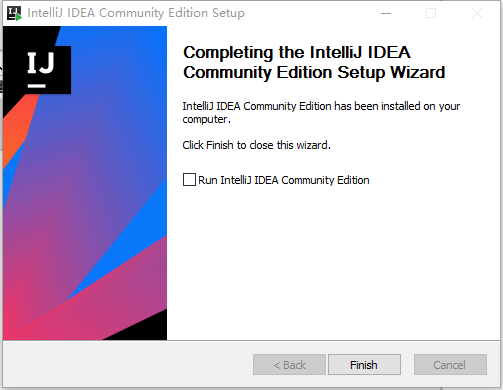 IntelliJ IDEA Community Edition Setup
IJ
Completing the IntelliJ IDEA
Community Edition Setup Wizard
IntelliJ IDEA Community Edition has been installed on your
computer.
Click Finish to close this wizard.
Run IntelliJ IDEA Community Edition
< Back
Finish
Cancel